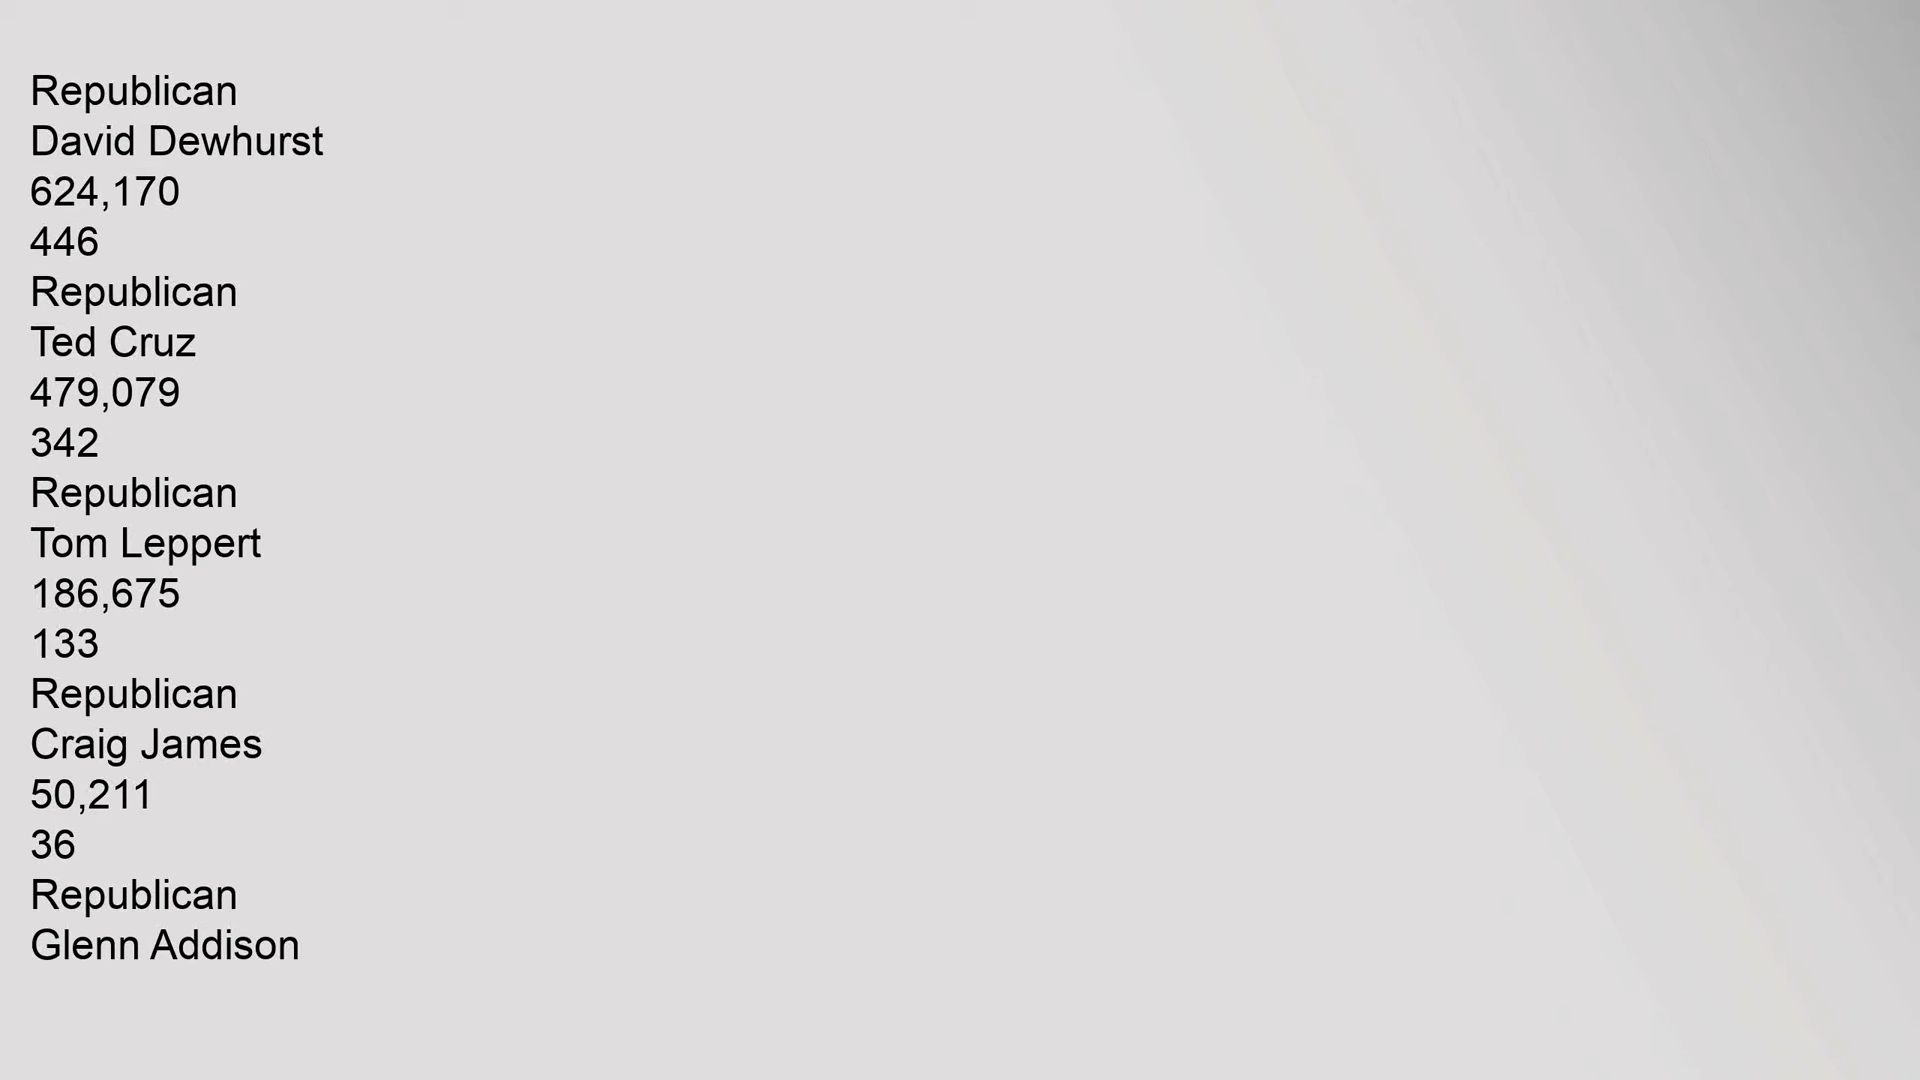 Republican
David Dewhurst
624,170
446
Republican
Ted Cruz
479,079
342
Republican
Tom Leppert
186,675
133
Republican
Craig James
50,211
36
Republican
Glenn Addison